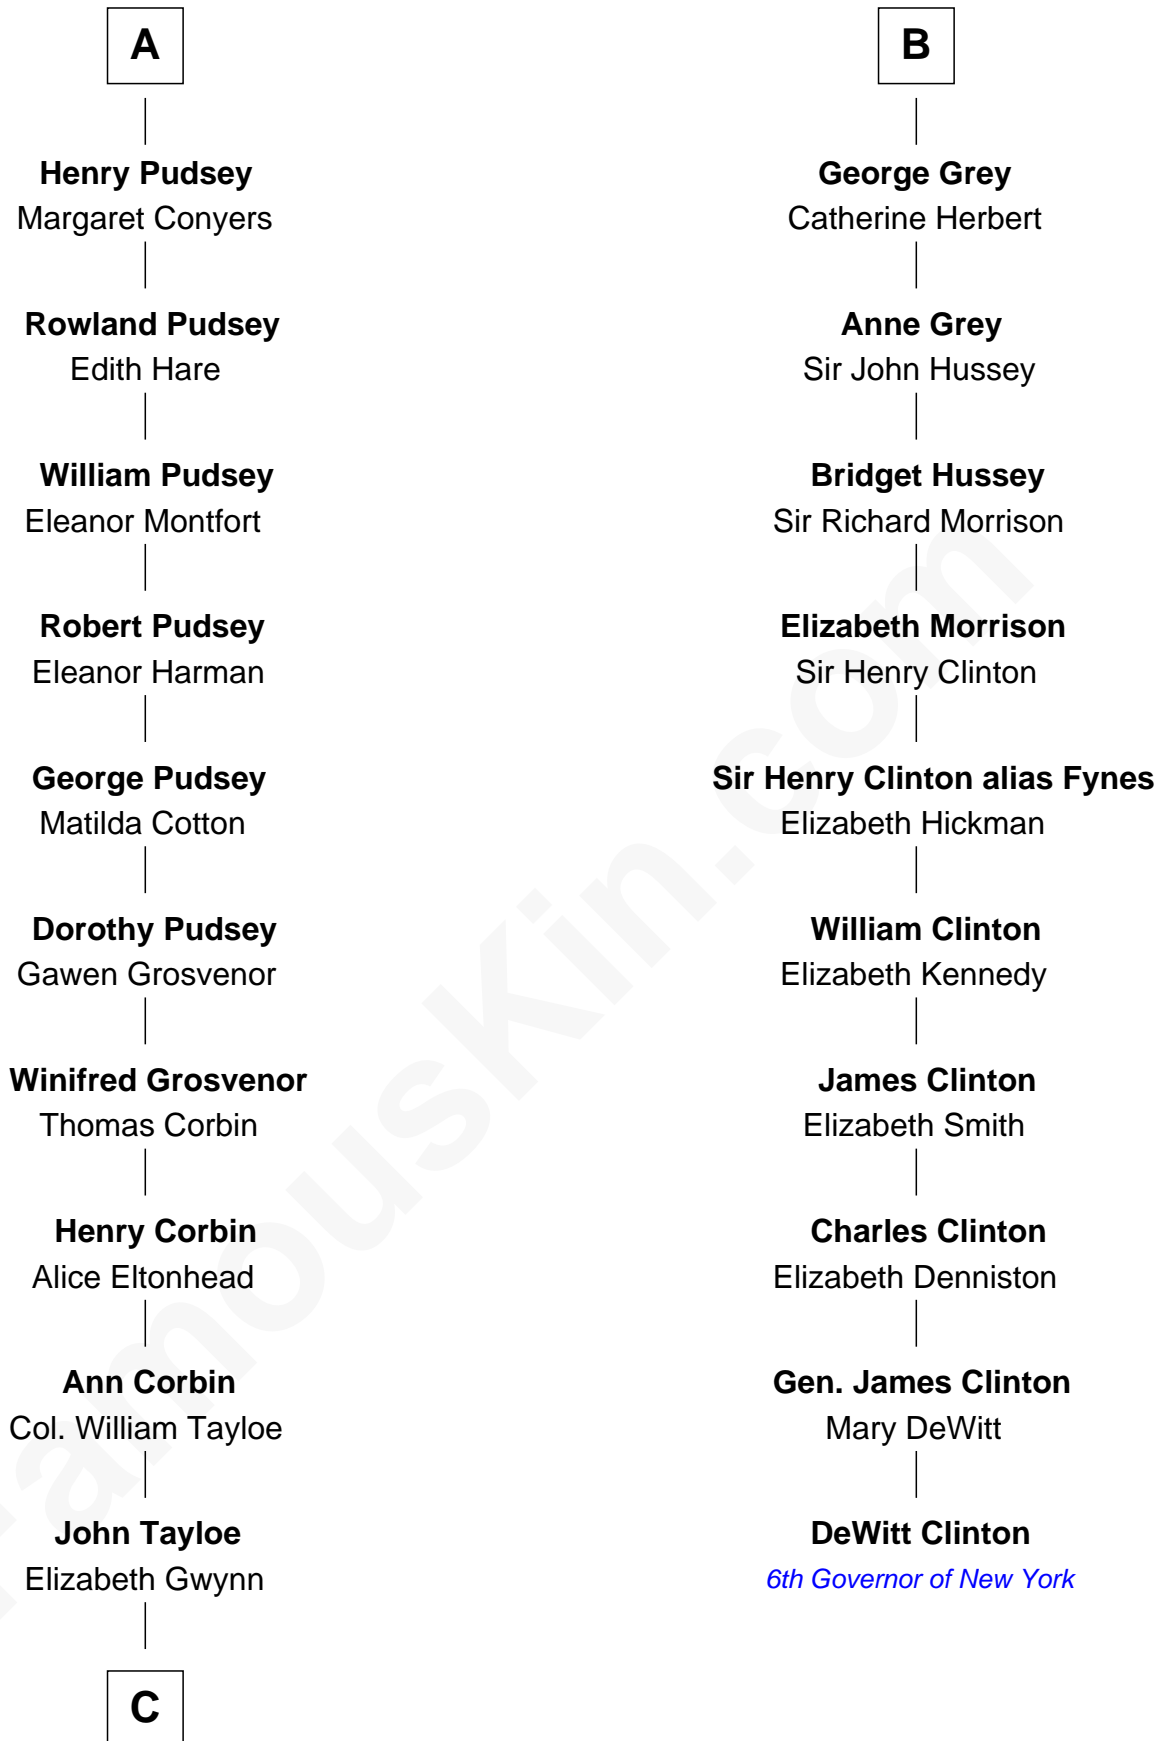 A
Henry Pudsey
Margaret Conyers
Rowland Pudsey
Edith Hare
William Pudsey
Eleanor Montfort
Robert Pudsey
Eleanor Harman
George Pudsey
Matilda Cotton
Dorothy Pudsey
Gawen Grosvenor
Winifred Grosvenor
Thomas Corbin
Henry Corbin
Alice Eltonhead
Ann Corbin
Col. William Tayloe
John Tayloe
Elizabeth Gwynn
C
B
George Grey
Catherine Herbert
Anne Grey
Sir John Hussey
Bridget Hussey
Sir Richard Morrison
Elizabeth Morrison
Sir Henry Clinton
Sir Henry Clinton alias Fynes
Elizabeth Hickman
William Clinton
Elizabeth Kennedy
James Clinton
Elizabeth Smith
Charles Clinton
Elizabeth Denniston
Gen. James Clinton
Mary DeWitt
DeWitt Clinton
6th Governor of New York
FamousKin.com